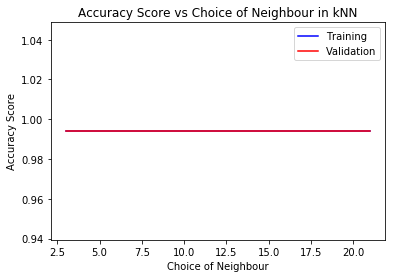 Accuracy Score vs Choice of Neighbour in kNN
Training
Validation
Accuracy Score
1.04
1.02
1.00
0.98
0.96
0.94
2.5 5.0 7.5 10.0 12.5 15.0 17.5 20.0
Choice of Neighbour